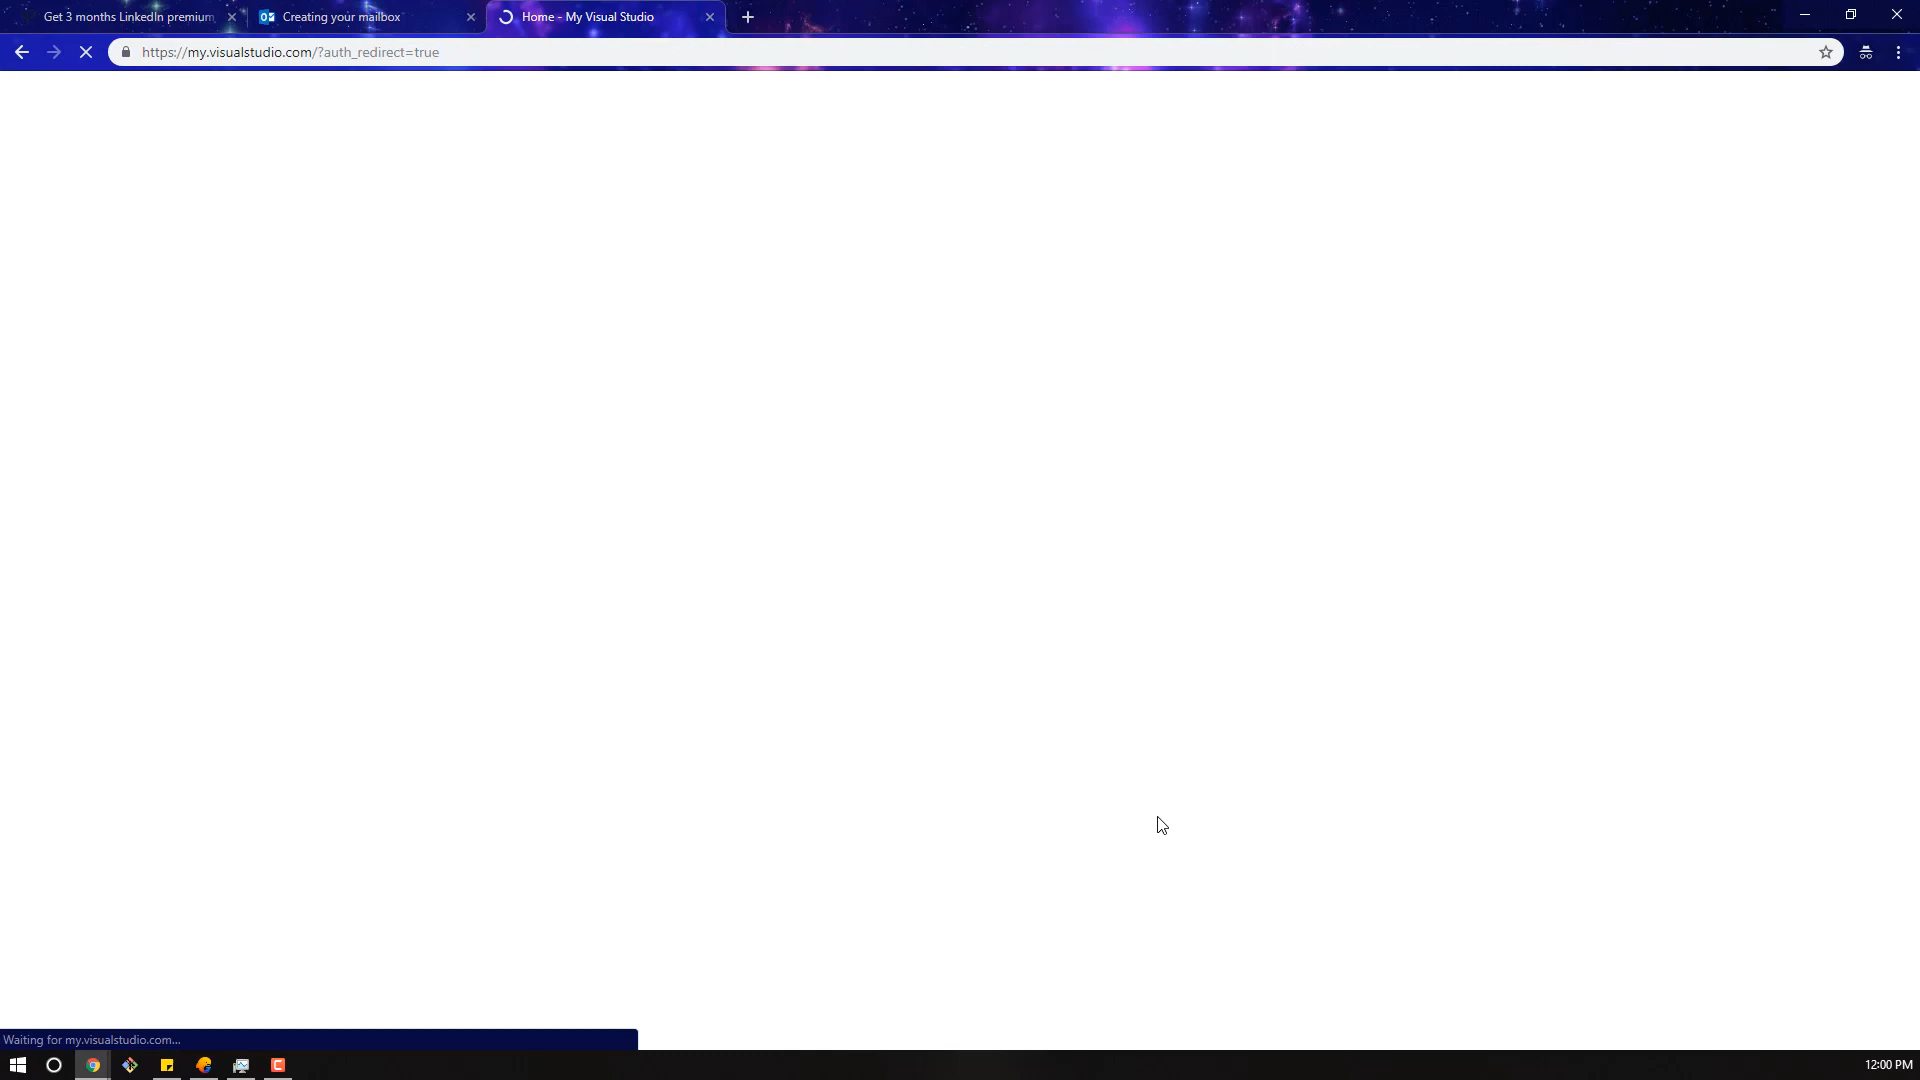 Get 3 months LinkedIn premium
Creating your mailbox
Home - My Visual Studio
https://my.visualstudio.com/?auth_redirect=true
Waiting for my.visualstudio.com...
12:00 PM